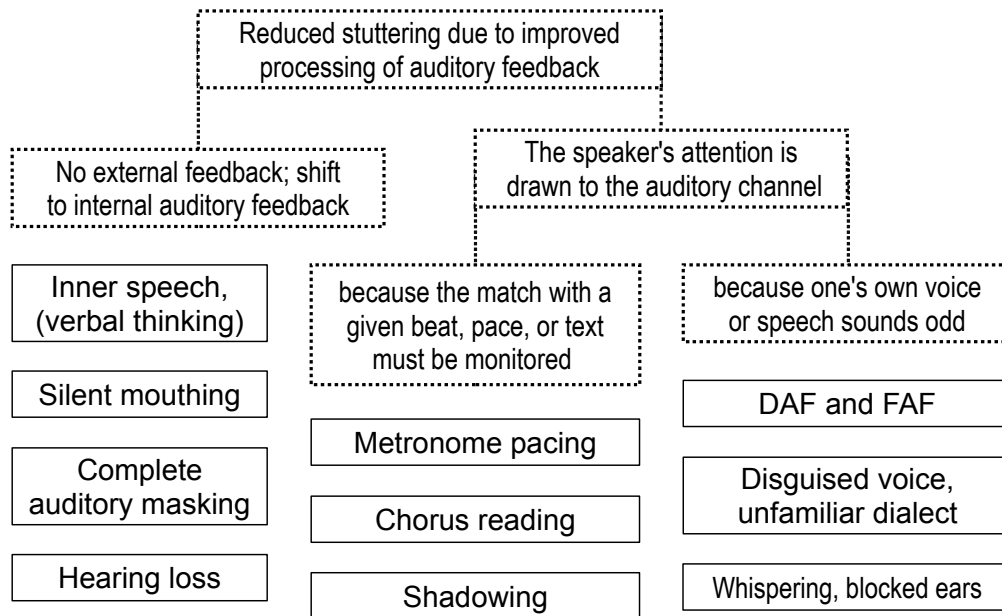 Reduced stuttering due to improved
processing of auditory feedback
No external feedback; shift
to internal auditory feedback
The speaker's attention is
drawn to the auditory channel
Inner speech,
(verbal thinking)
Silent mouthing
Complete
auditory masking
Hearing loss
because the match with a
given beat, pace, or text
must be monitored
Metronome pacing
Chorus reading
Shadowing
because one's own voice
or speech sounds odd
DAF and FAF
Disguised voice,
unfamiliar dialect
Whispering, blocked ears